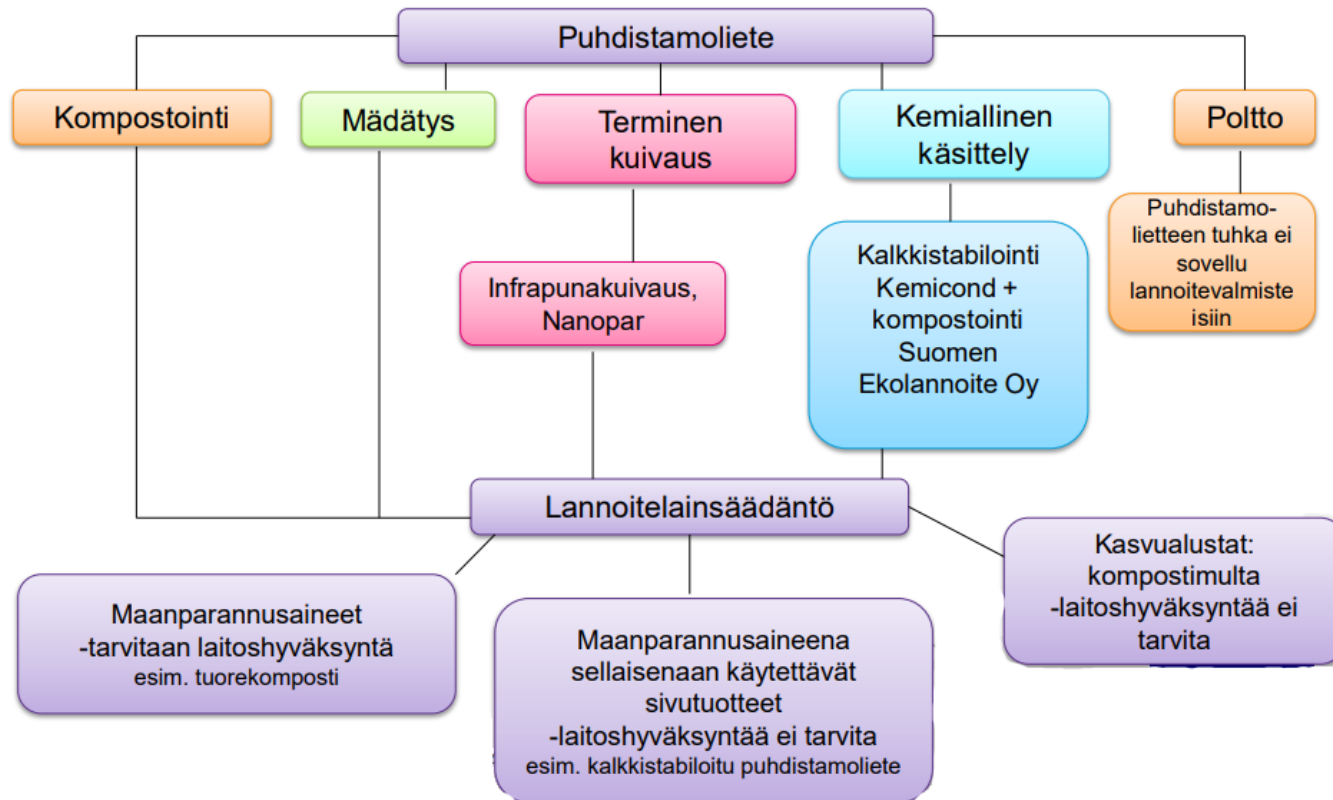 Puhdistamoliete
Kompostointi
Mädätys
Terminen
kuivaus
Kemiallinen
käsittely
Poltto
Infrapunakuivaus,
Nanopar
Kalkkistabilointi
Kemicond +
kompostointi
Suomen
Ekolannoite Oy
Puhdistamo-
lietteen tuhka ei
sovellu
lannoitevalmiste
isiin
Lannoitelainsäädäntö
Maanparannusaineet
-tarvitaan laitoshyväksyntä
esim. tuorekomposti
Maanparannusaineena
sellaisenaan käytettävät
sivutuotteet
-laitoshyväksyntää ei tarvita
esim. kalkkistabiloitu puhdistamoliete
Kasvualustat:
kompostimulta
-laitoshyväksyntää ei
tarvita